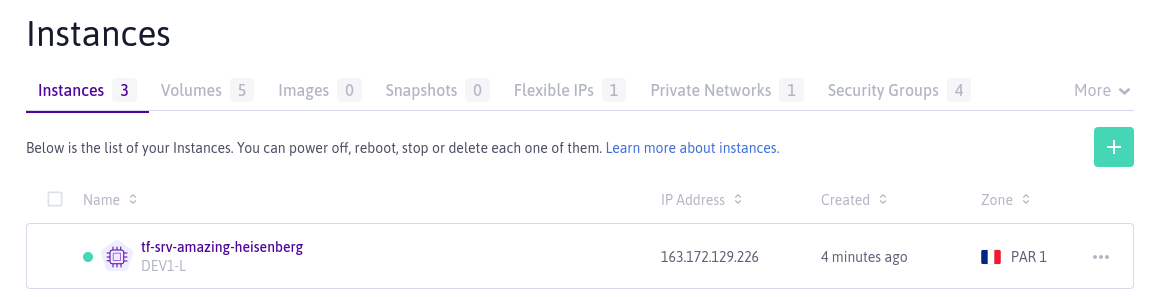 Instances
Instances 3 Volumes 5 Images 0 Snapshots 0 Flexible IPs 1 Private Networks 1 Security Groups 4 More
Below is the list of your Instances. You can power off, reboot, stop or delete each one of them. Learn more about instances.
Name IP Address Created Zone
tf-srv-amazing-heisenberg 163.172.129.226 4 minutes ago PAR 1
DEV1-L